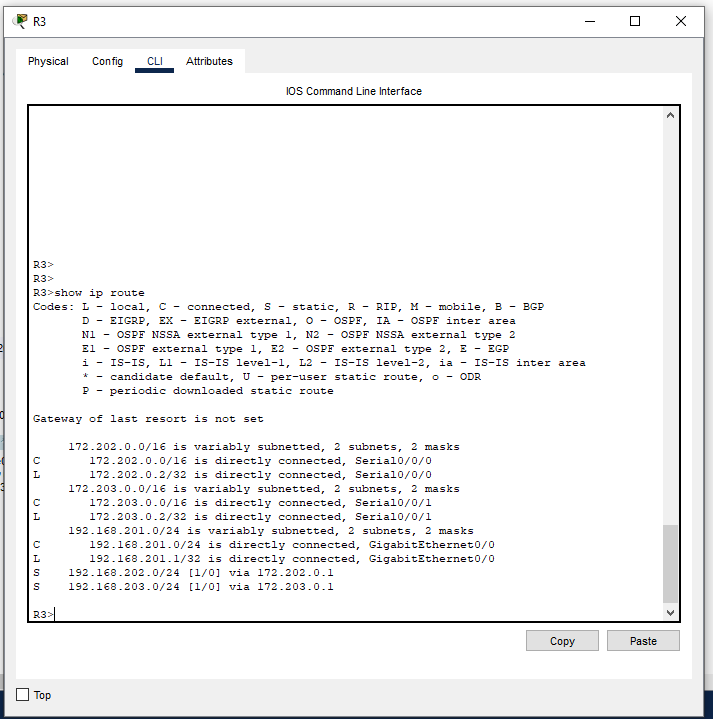 R3
Physical Config CLI Attributes
IOS Command Line Interface
R3>
R3>
R3>show ip route
Codes: L - local, C - connected, S - static, R - RIP, M - mobile, B - BGP
D - EIGRP, EX - EIGRP external, O - OSPF, IA - OSPF inter area
N1 - OSPF NSSA external type 1, N2 - OSPF NSSA external type 2
E1 - OSPF external type 1, E2 - OSPF external type 2, E - EGP
i - IS-IS, L1 - IS-IS level-1, L2 - IS-IS level-2, ia - IS-IS inter area
* - candidate default, U - per-user static route, o - ODR
P - periodic downloaded static route
Gateway of last resort is not set
172.202.0.0/16 is variably subnetted, 2 subnets, 2 masks
C 172.202.0.0/16 is directly connected, Serial0/0/0
L 172.202.0.2/32 is directly connected, Serial0/0/0
172.203.0.0/16 is variably subnetted, 2 subnets, 2 masks
C 172.203.0.0/16 is directly connected, Serial0/0/1
L 172.203.0.2/32 is directly connected, Serial0/0/1
192.168.201.0/24 is variably subnetted, 2 subnets, 2 masks
C 192.168.201.0/24 is directly connected, GigabitEthernet0/0
L 192.168.201.1/32 is directly connected, GigabitEthernet0/0
S 192.168.202.0/24 [1/0] via 172.202.0.1
S 192.168.203.0/24 [1/0] via 172.203.0.1
R3>
Copy Paste
Top